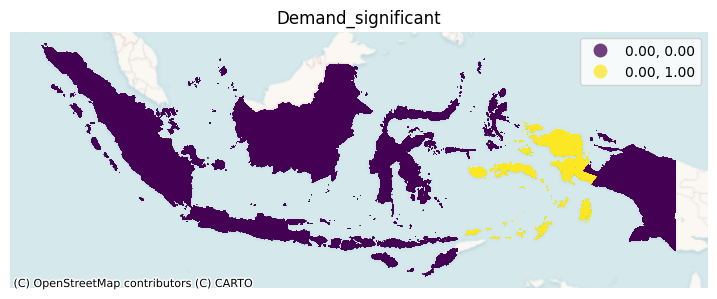 Demand_significant
0.00, 0.00
0.00, 1.00
(C) OpenStreetMap contributors (C) CARTO